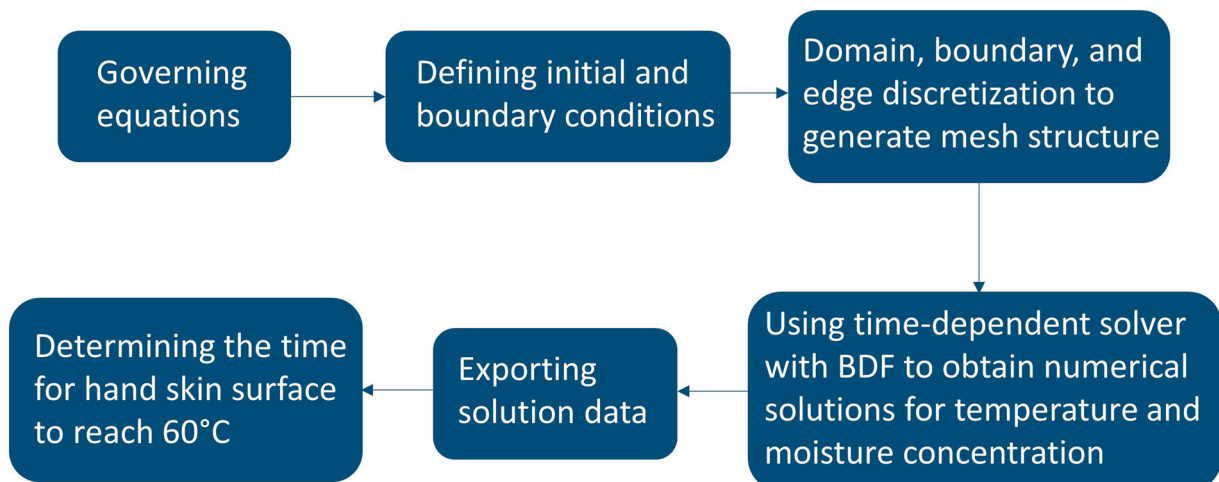 Governing
equations
Defining initial and
boundary conditions
Domain, boundary, and
edge discretization to
generate mesh structure
Using time-dependent solver
with BDF to obtain numerical
solutions for temperature and
moisture concentration
Exporting
solution data
Determining the time
for hand skin surface
to reach 60°C